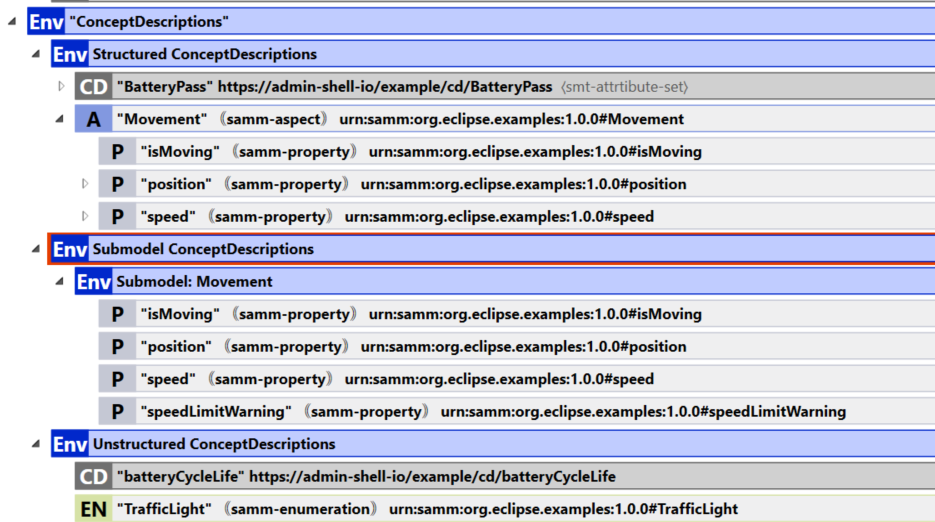 Env "ConceptDescriptions"
Env Structured ConceptDescriptions
CD "BatteryPass" https://admin-shell-io/example/cd/BatteryPass ⟨smt-attrtibute-set⟩
A "Movement" ⟪samm-aspect⟫ urn:samm:org.eclipse.examples:1.0.0#Movement
P "isMoving" ⟪samm-property⟫ urn:samm:org.eclipse.examples:1.0.0#isMoving
P "position" ⟪samm-property⟫ urn:samm:org.eclipse.examples:1.0.0#position
P "speed" ⟪samm-property⟫ urn:samm:org.eclipse.examples:1.0.0#speed
Env Submodel ConceptDescriptions
Env Submodel: Movement
P "isMoving" ⟪samm-property⟫ urn:samm:org.eclipse.examples:1.0.0#isMoving
P "position" ⟪samm-property⟫ urn:samm:org.eclipse.examples:1.0.0#position
P "speed" ⟪samm-property⟫ urn:samm:org.eclipse.examples:1.0.0#speed
P "speedLimitWarning" ⟪samm-property⟫ urn:samm:org.eclipse.examples:1.0.0#speedLimitWarning
Env Unstructured ConceptDescriptions
CD "batteryCycleLife" https://admin-shell-io/example/cd/batteryCycleLife
EN "TrafficLight" ⟪samm-enumeration⟫ urn:samm:org.eclipse.examples:1.0.0#TrafficLight